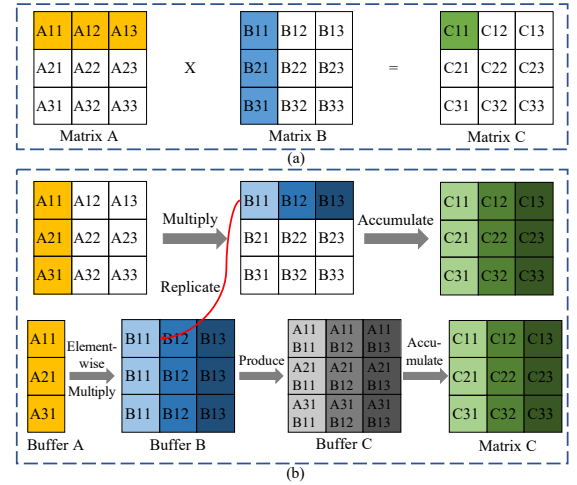 A11 A12 A13 B11 B12 B13 C11 C12 C13
A21 A22 A23 X B21 B22 B23 = C21 C22 C23
A31 A32 A33 B31 B32 B33 C31 C32 C33
Matrix A Matrix B Matrix C
(a)
A11 A12 A13 Multiply B11 B12 B13 Accumulate C11 C12 C13
A21 A22 A23 B21 B22 B23 C21 C22 C23
A31 A32 A33 Replicate B31 B32 B33 C31 C32 C33
A11 Element- B11 B12 B13 Produce A11 A11 A11 Accu- C11 C12 C13
wise B11 B12 B13 mulate
A21 Multiply B11 B12 B13 A21 A21 A21 C21 C22 C23
B11 B12 B13
A31 B11 B12 B13 A31 A31 A31 C31 C32 C33
B11 B12 B13
Buffer A Buffer B Buffer C Matrix C
(b)